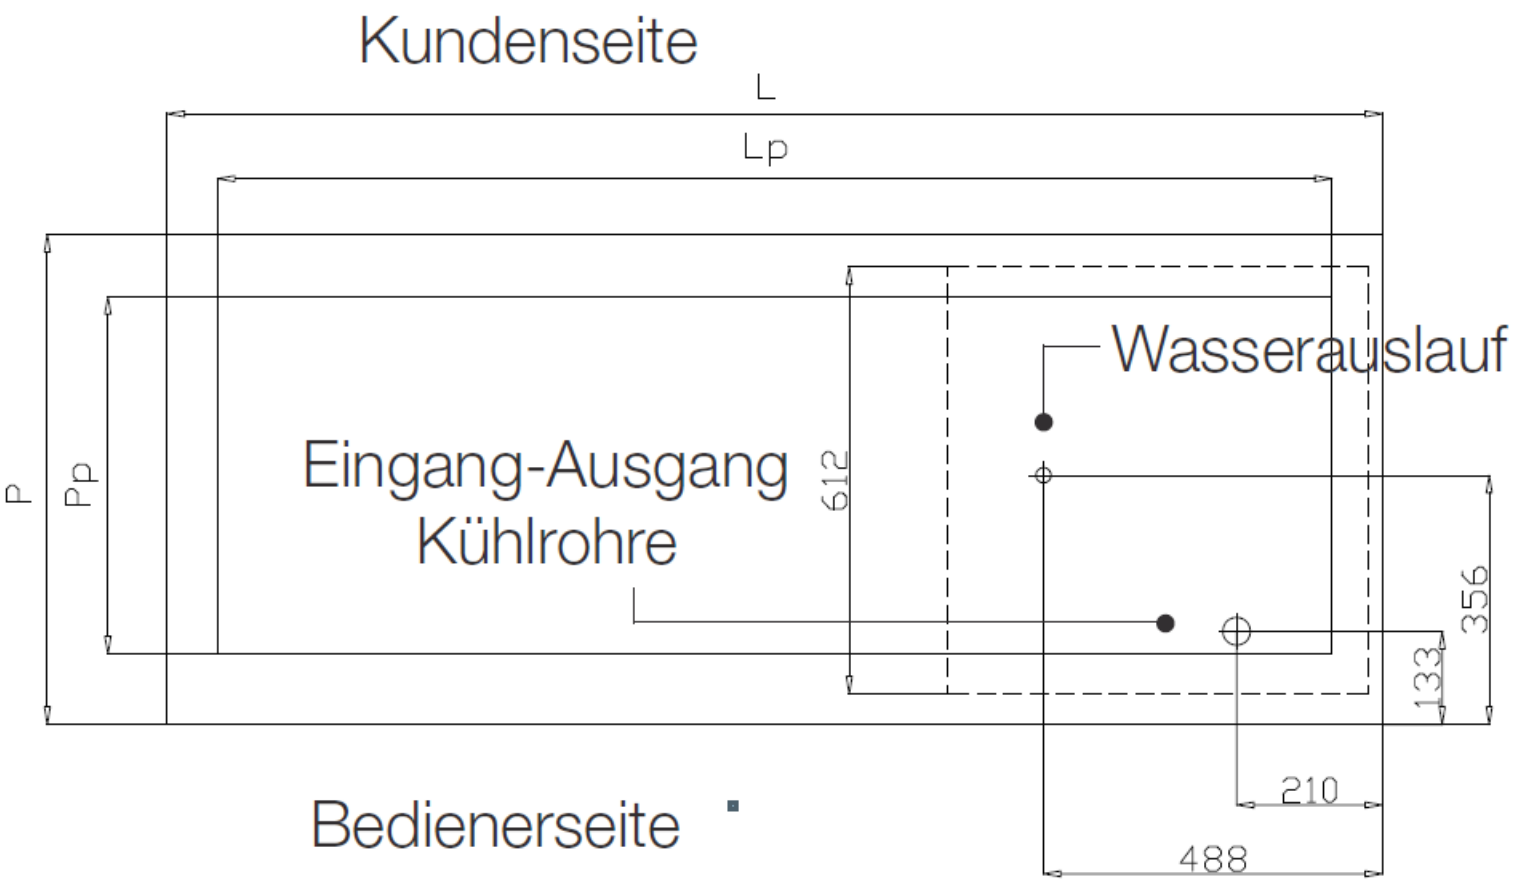 Kundenseite
L
Lp
Wasserauslauf
Eingang-Ausgang
Kühlrohre
P
Pp
612
356
133
210
Bedienerseite
488